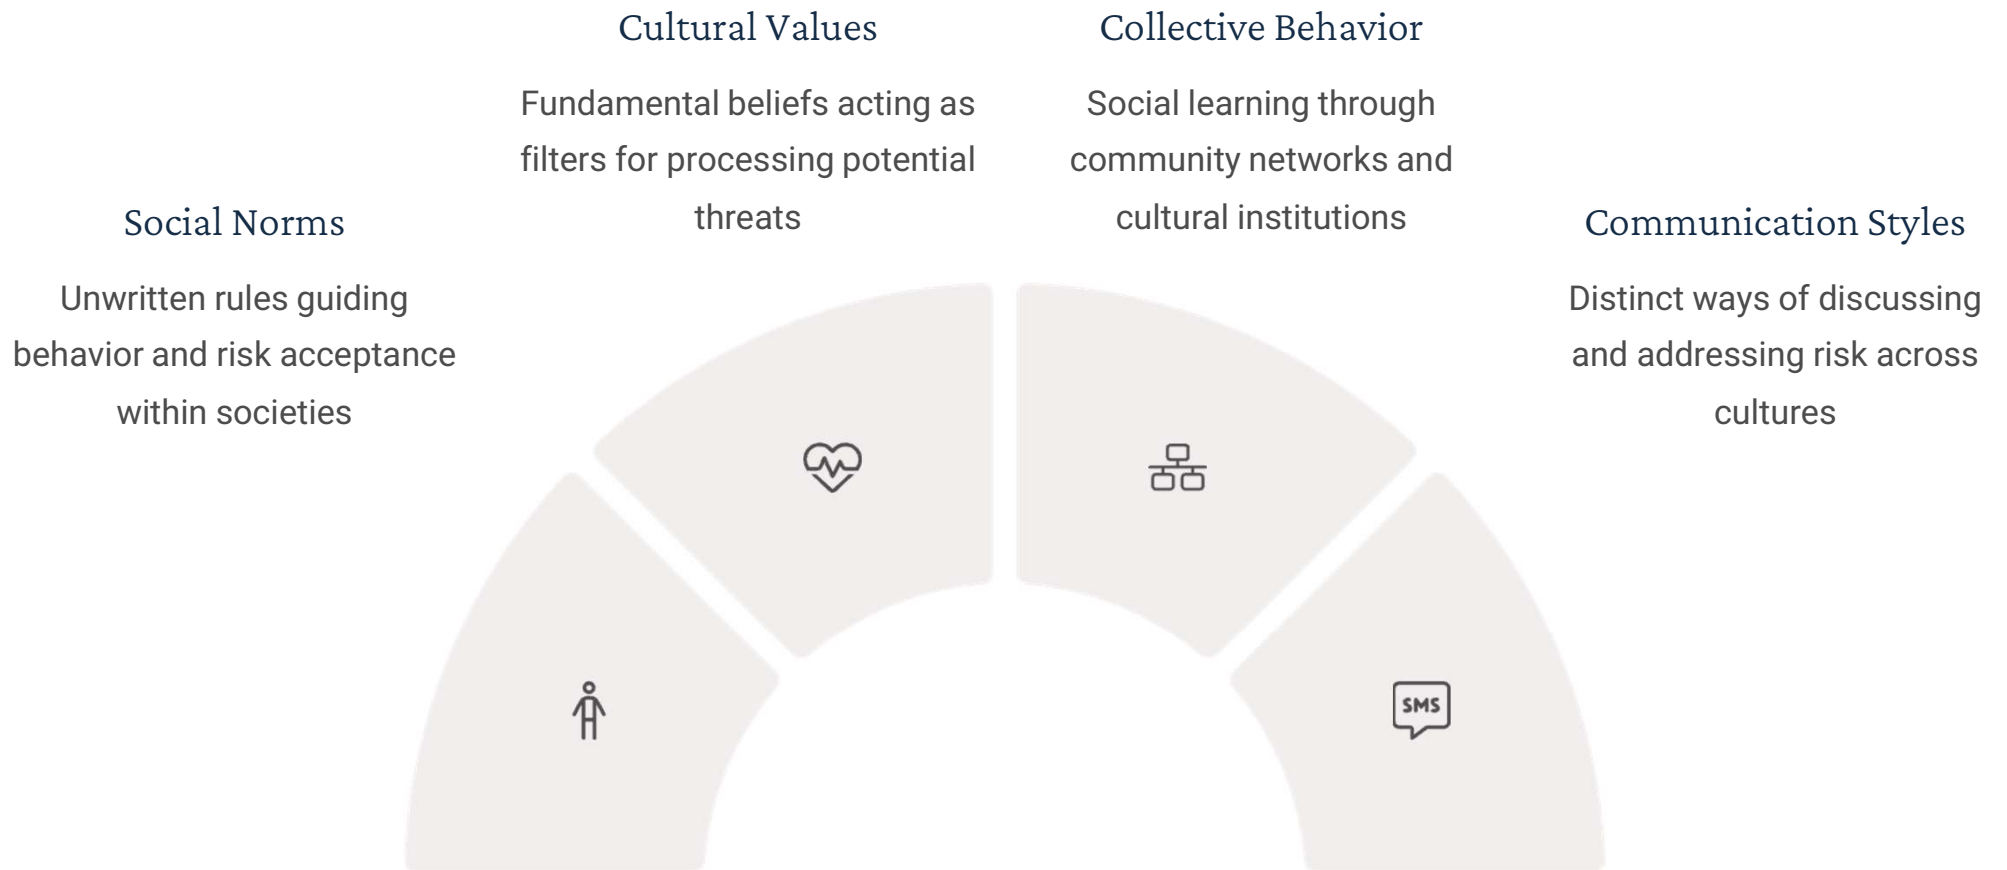 Social Norms
Unwritten rules guiding
behavior and risk acceptance
within societies
Cultural Values
Fundamental beliefs acting as
filters for processing potential
threats
Collective Behavior
Social learning through
community networks and
cultural institutions
Communication Styles
Distinct ways of discussing
and addressing risk across
cultures
SMS